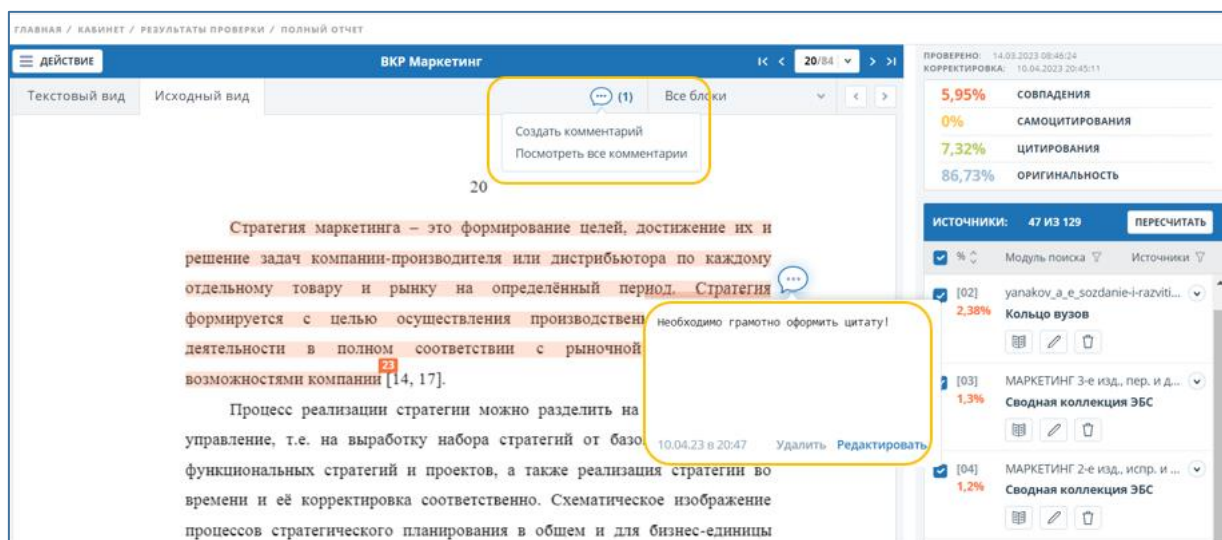 ГЛАВНАЯ / КАБИНЕТ / РЕЗУЛЬТАТЫ ПРОВЕРКИ / ПОЛНЫЙ ОТЧЕТ
ДЕЙСТВИЕ
ВКР Маркетинг
20/84
Текстовый вид
Исходный вид
(1)
Все блоки
Создать комментарий
Посмотреть все комментарии
20
Стратегия маркетинга – это формирование целей, достижение их и
решение задач компании-производителя или дистрибьютора по каждому
отдельному товару и рынку на определённый период. Стратегия
формируется с целью осуществления производствен
деятельности в полном соответствии с рыночной
23
возможностями компании [14, 17].
Процесс реализации стратегии можно разделить на
управление, т.е. на выработку набора стратегий от базо
функциональных стратегий и проектов, а также реализация стратегии во
времени и её корректировка соответственно. Схематическое изображение
процессов стратегического планирования в общем и для бизнес-единицы
Необходимо грамотно оформить цитату!
10.04.23 в 20:47 Удалить Редактировать
ПРОВЕРЕНО: 14.03.2023 08:46:24
КОРРЕКТИРОВКА: 10.04.2023 20:45:11
5,95% СОВПАДЕНИЯ
0% САМОЦИТИРОВАНИЯ
7,32% ЦИТИРОВАНИЯ
86,73% ОРИГИНАЛЬНОСТЬ
ИСТОЧНИКИ: 47 ИЗ 129 ПЕРЕСЧИТАТЬ
% Модуль поиска Источники
[02] yanakov_a_e_sozdanie-i-razviti...
2,38% Кольцо вузов
[03] МАРКЕТИНГ 3-е изд., пер. и д...
1,3% Сводная коллекция ЭБС
[04] МАРКЕТИНГ 2-е изд., испр. и ...
1,2% Сводная коллекция ЭБС